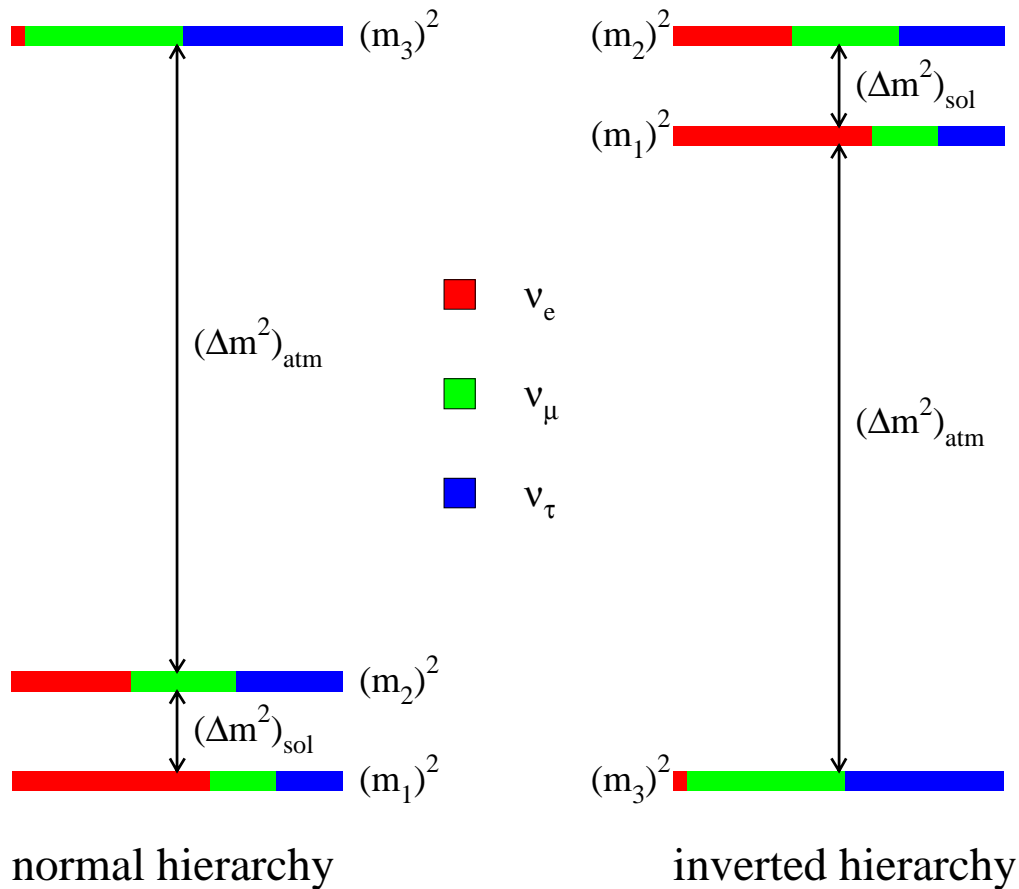 (m₃)²
(m₂)²
(Δm²)sol
(m₁)²
νe
(Δm²)atm
νμ
(Δm²)atm
ντ
(m₂)²
(Δm²)sol
(m₁)²
(m₃)²
normal hierarchy
inverted hierarchy